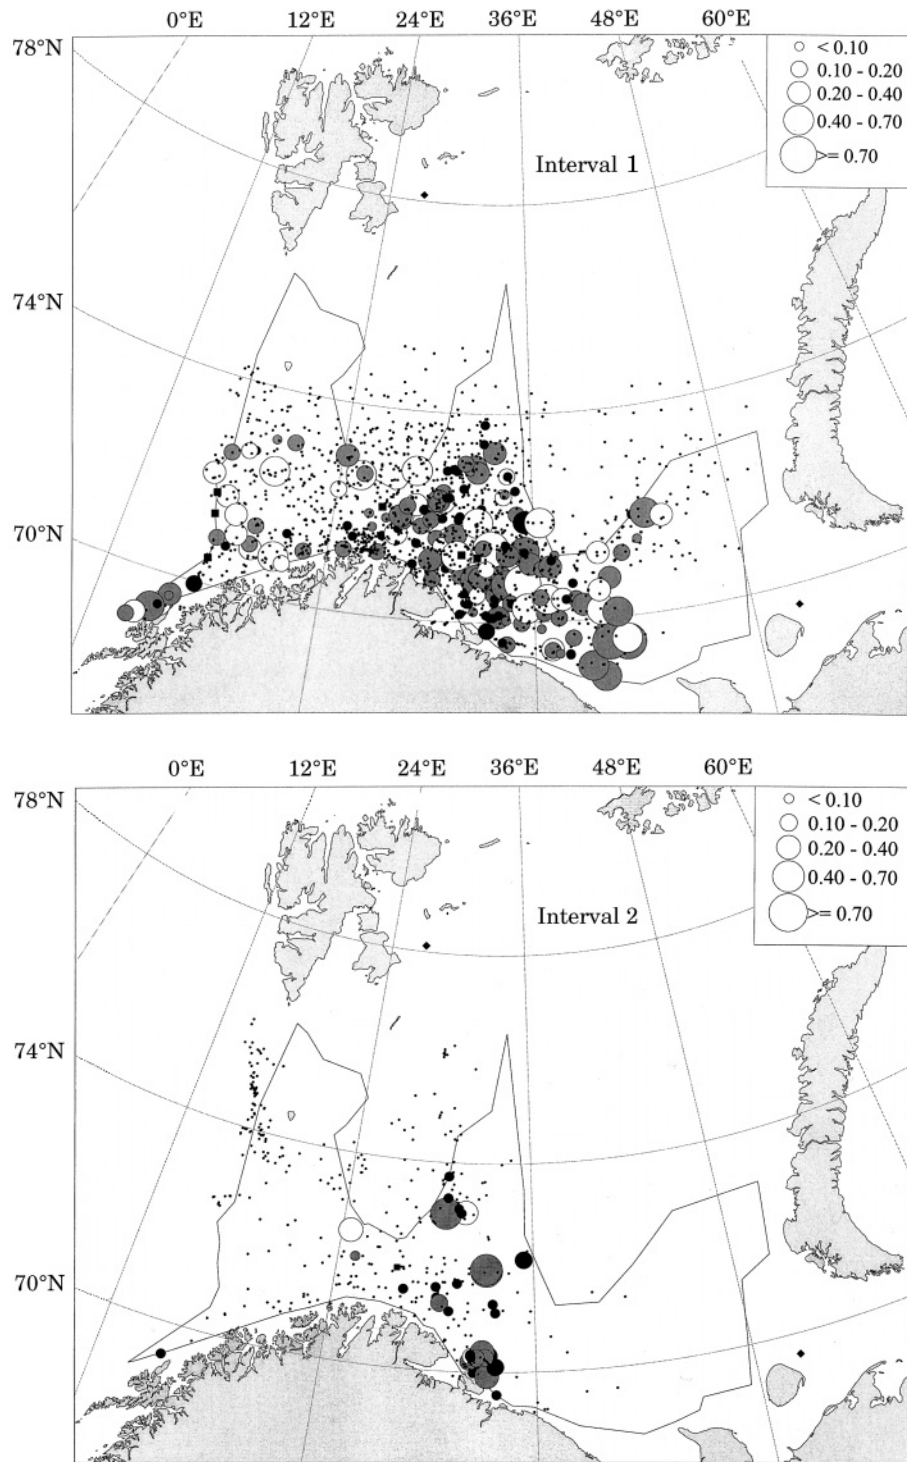 0°E 12°E 24°E 36°E 48°E 60°E
78°N
< 0.10
0.10 - 0.20
0.20 - 0.40
0.40 - 0.70
>= 0.70
Interval 1
74°N
70°N
0°E 12°E 24°E 36°E 48°E 60°E
78°N
< 0.10
0.10 - 0.20
0.20 - 0.40
0.40 - 0.70
>= 0.70
Interval 2
74°N
70°N